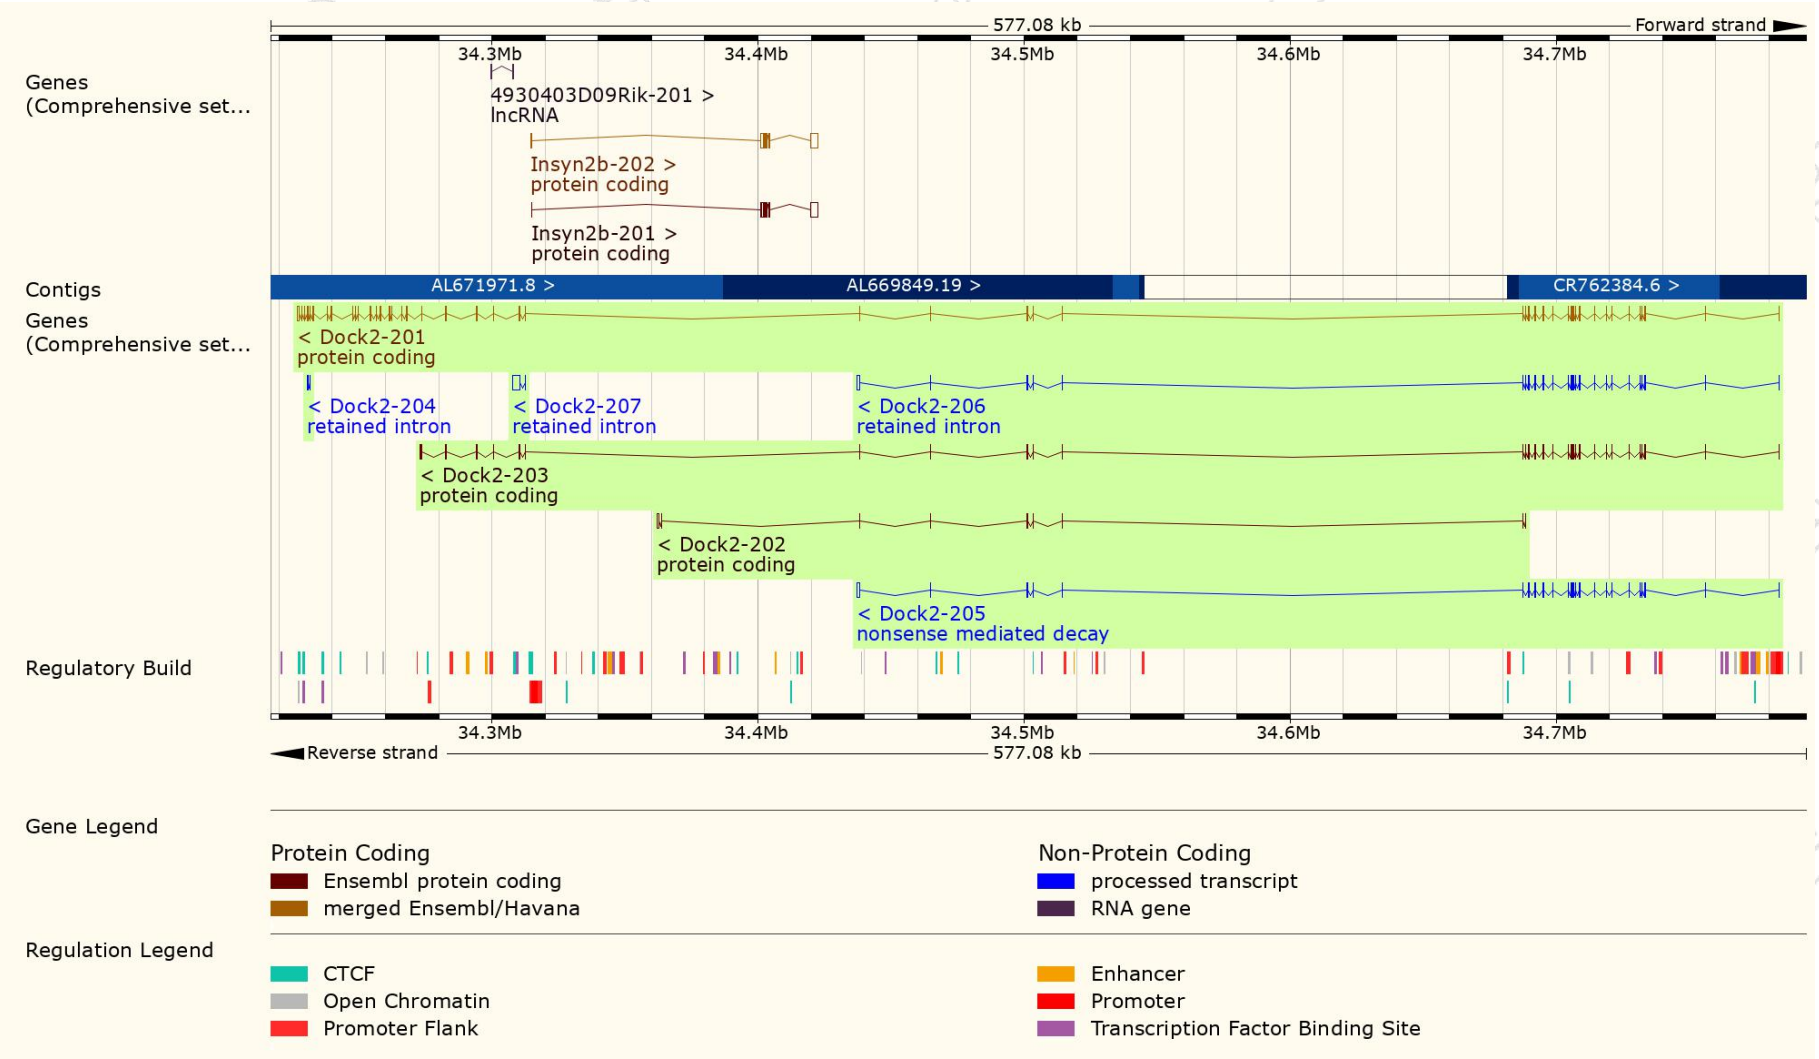 577.08 kb
Forward strand
34.3Mb 34.4Mb 34.5Mb 34.6Mb 34.7Mb
Genes
(Comprehensive set...
4930403D09Rik-201 >
lncRNA
Insyn2b-202 >
protein coding
Insyn2b-201 >
protein coding
Contigs
AL671971.8 > AL669849.19 > CR762384.6 >
Genes
(Comprehensive set...
< Dock2-201
protein coding
< Dock2-204 < Dock2-207 < Dock2-206
retained intron retained intron retained intron
< Dock2-203
protein coding
< Dock2-202
protein coding
< Dock2-205
nonsense mediated decay
Regulatory Build
34.3Mb 34.4Mb 34.5Mb 34.6Mb 34.7Mb
Reverse strand 577.08 kb
Gene Legend
Protein Coding
Ensembl protein coding
merged Ensembl/Havana
Non-Protein Coding
processed transcript
RNA gene
Regulation Legend
CTCF
Open Chromatin
Promoter Flank
Enhancer
Promoter
Transcription Factor Binding Site